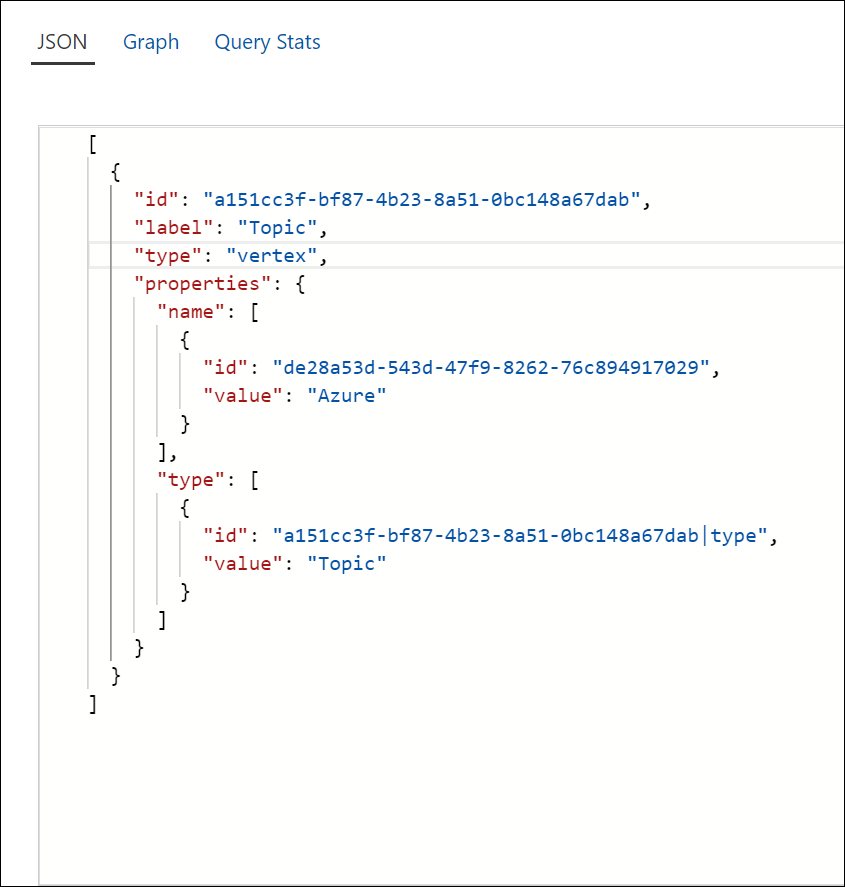 JSON Graph Query Stats
[
{
"id": "a151cc3f-bf87-4b23-8a51-0bc148a67dab",
"label": "Topic",
"type": "vertex",
"properties": {
"name": [
{
"id": "de28a53d-543d-47f9-8262-76c894917029",
"value": "Azure"
}
],
"type": [
{
"id": "a151cc3f-bf87-4b23-8a51-0bc148a67dab|type",
"value": "Topic"
}
]
}
}
]